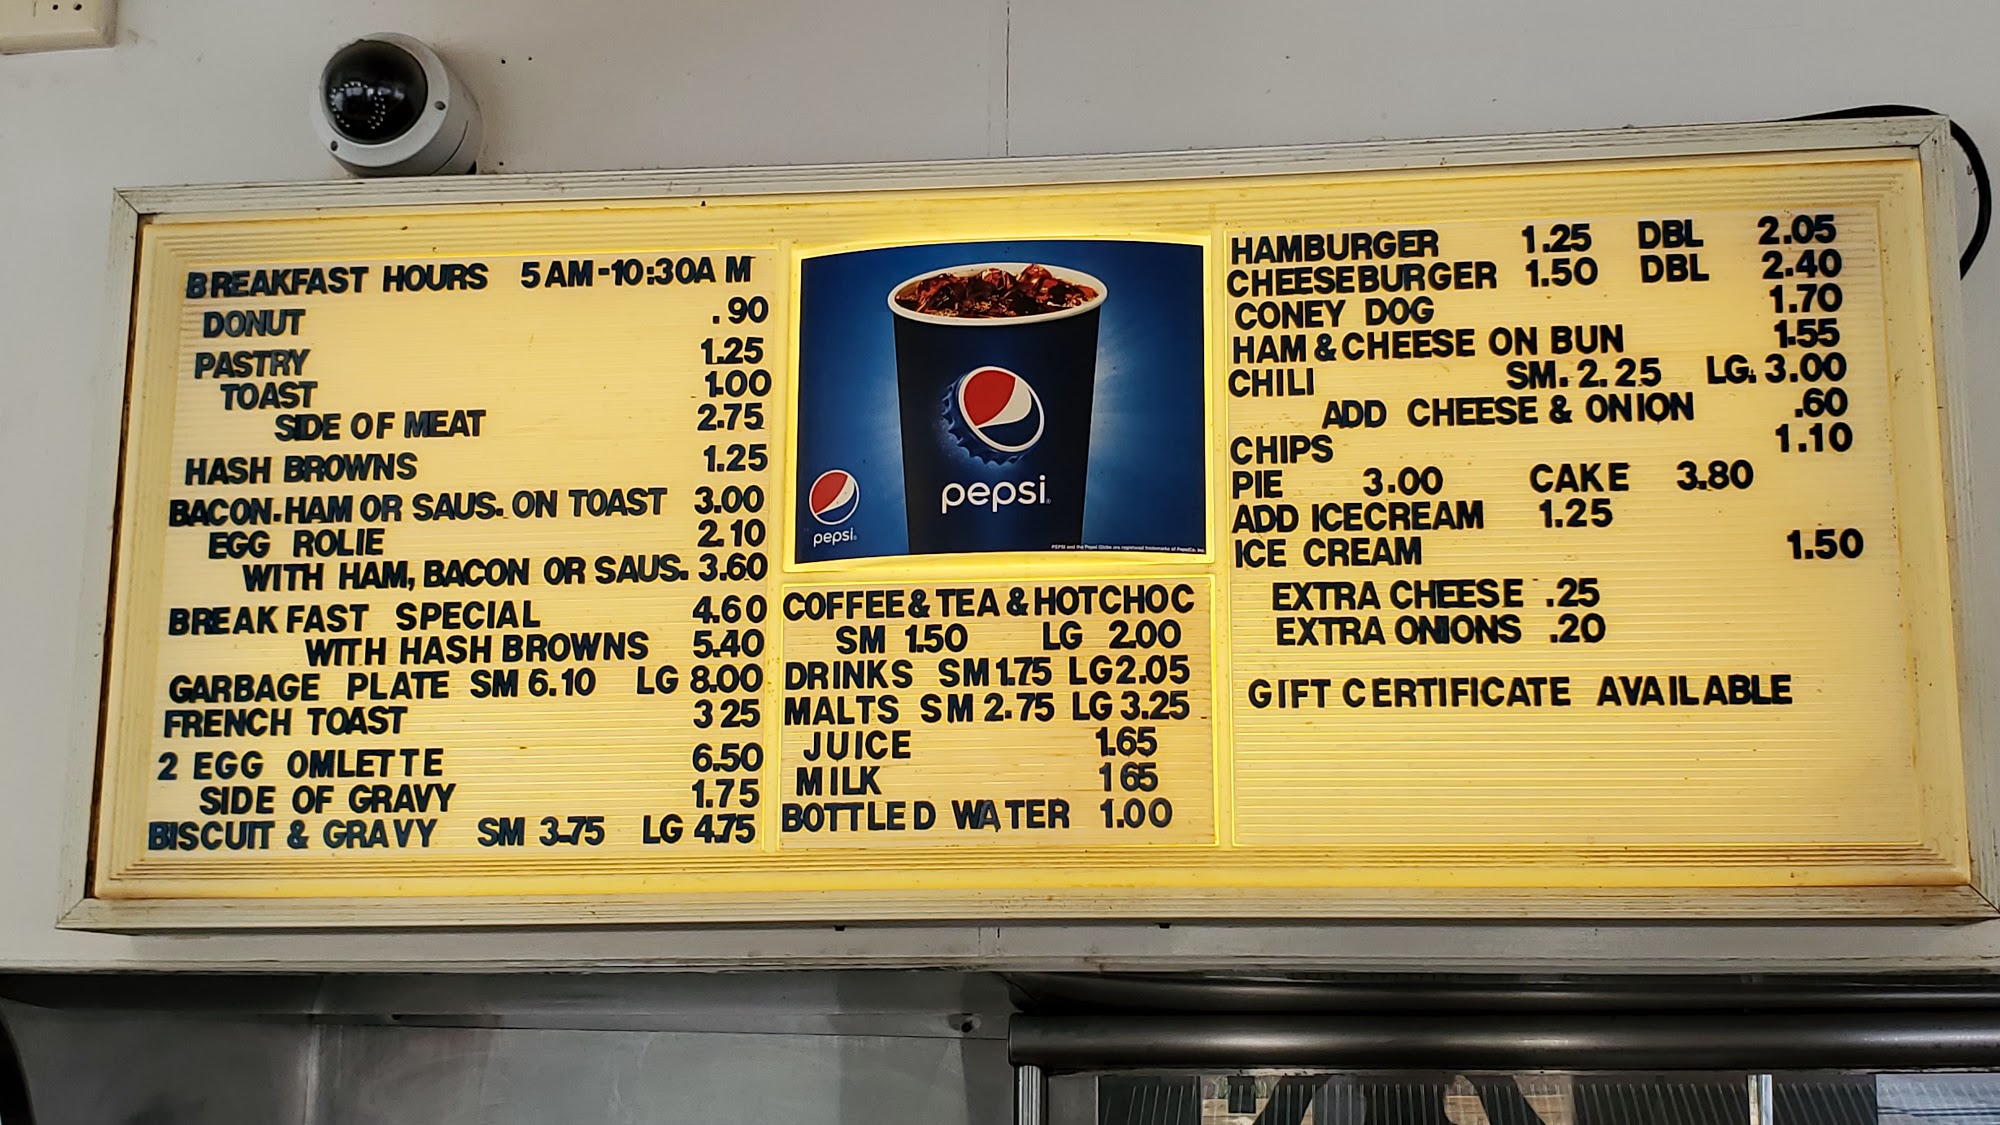 BREAKFAST HOURS 5 AM-10:30A M
DONUT .90
PASTRY 1.25
TOAST 1.00
SIDE OF MEAT 2.75
HASH BROWNS 1.25
BACON.HAM OR SAUS. ON TOAST 3.00
EGG ROLIE 2.10
WITH HAM, BACON OR SAUS. 3.60
BREAKFAST SPECIAL 4.60
WITH HASH BROWNS 5.40
GARBAGE PLATE SM 6.10 LG 8.00
FRENCH TOAST 3 25
2 EGG OMLETTE 6.50
SIDE OF GRAVY 1.75
BISCUIT & GRAVY SM 3.75 LG 4.75
pepsi
pepsi
COFFEE & TEA & HOTCHOC
SM 1.50 LG 2.00
DRINKS SM 1.75 LG 2.05
MALTS SM 2.75 LG 3.25
JUICE 1.65
MILK 1 65
BOTTLED WATER 1.00
HAMBURGER 1.25 DBL 2.05
CHEESEBURGER 1.50 DBL 2.40
CONEY DOG 1.70
HAM & CHEESE ON BUN 1.55
CHILI SM. 2.25 LG. 3.00
ADD CHEESE & ONION .60
CHIPS 1.10
PIE 3.00 CAKE 3.80
ADD ICECREAM 1.25
ICE CREAM 1.50
EXTRA CHEESE .25
EXTRA ONIONS .20
GIFT CERTIFICATE AVAILABLE